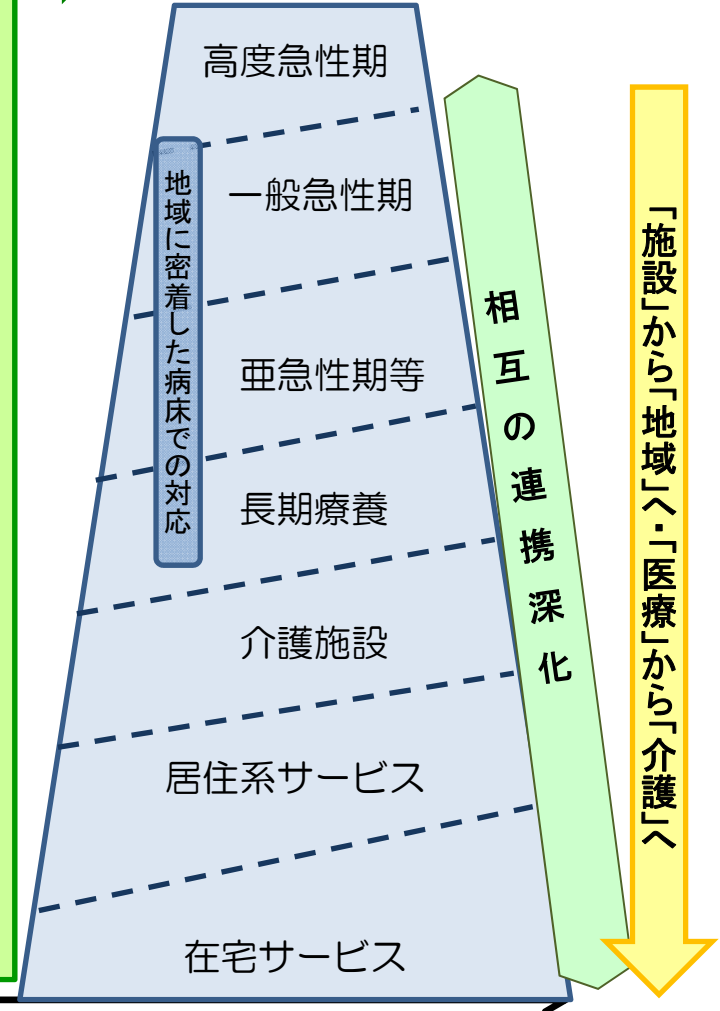 高度急性期
一般急性期
亜急性期等
長期療養
介護施設
居住系サービス
在宅サービス
地域に密着した病床での対応
相互の連携深化
「施設」から「地域」へ・「医療」から「介護」へ